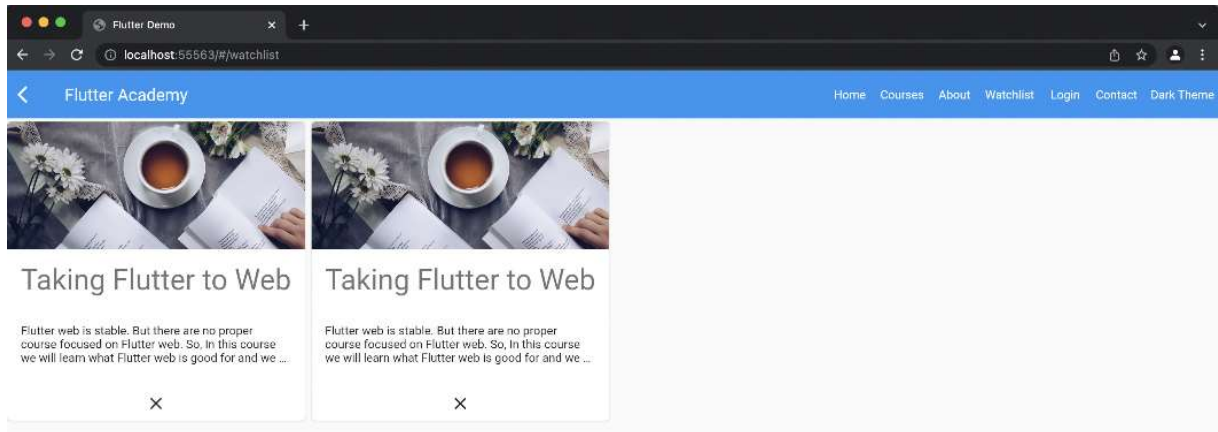 Flutter Demo
localhost:55563/#/watchlist
Flutter Academy
Home Courses About Watchlist Login Contact Dark Theme
Taking Flutter to Web
Flutter web is stable. But there are no proper
course focused on Flutter web. So, In this course
we will learn what Flutter web is good for and we ...
Taking Flutter to Web
Flutter web is stable. But there are no proper
course focused on Flutter web. So, In this course
we will learn what Flutter web is good for and we ...